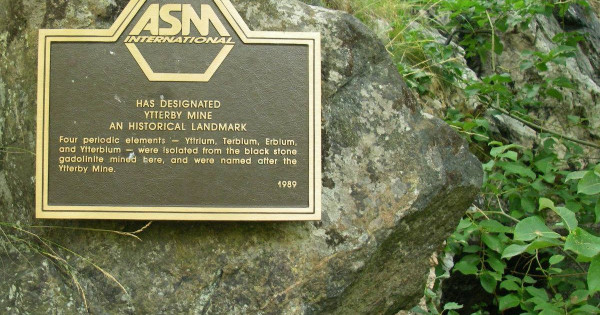 ASM
INTERNATIONAL
HAS DESIGNATED
YTTERBY MINE
AN HISTORICAL LANDMARK
Four periodic elements — Yttrium, Terbium, Erbium,
and Ytterbium — were isolated from the black stone
gadolinite mined here, and were named after the
Ytterby Mine.
1989